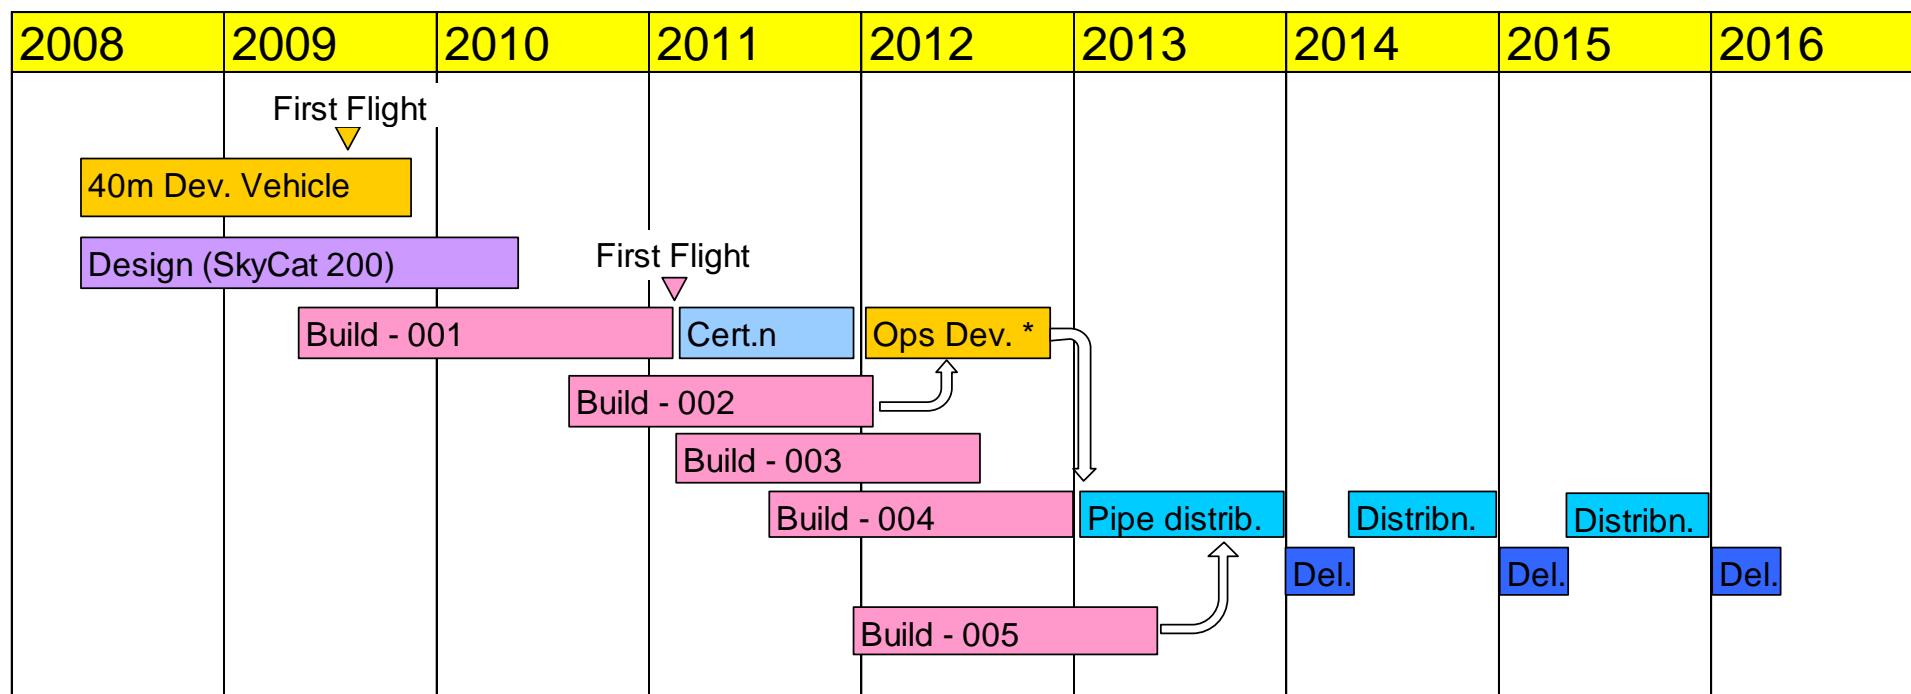 2008 2009 2010 2011 2012 2013 2014 2015 2016
First Flight
40m Dev. Vehicle
Design (SkyCat 200)
First Flight
Build - 001
Cert.n
Ops Dev. *
Build - 002
Build - 003
Build - 004
Pipe distrib.
Distribn.
Distribn.
Del.
Del.
Del.
Build - 005